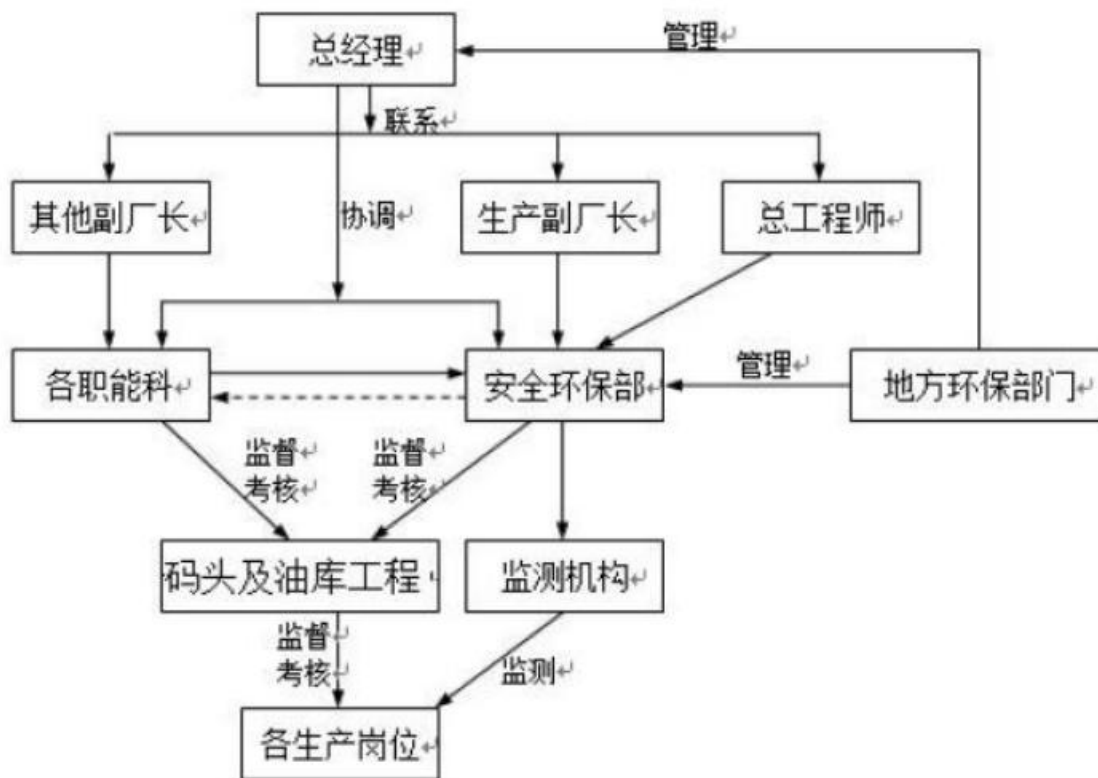 总经理
管理
联系
其他副厂长
协调
生产副厂长
总工程师
各职能科
安全环保部
管理
地方环保部门
监督
考核
监督
考核
码头及油库工程
监测机构
监督
考核
监测
各生产岗位